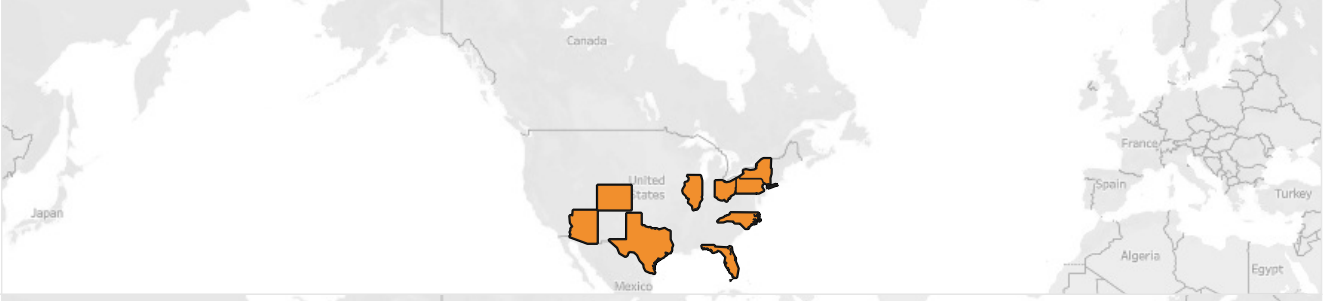 Canada
United
States
Mexico
Japan
France
Spain
Turkey
Algeria
Egypt